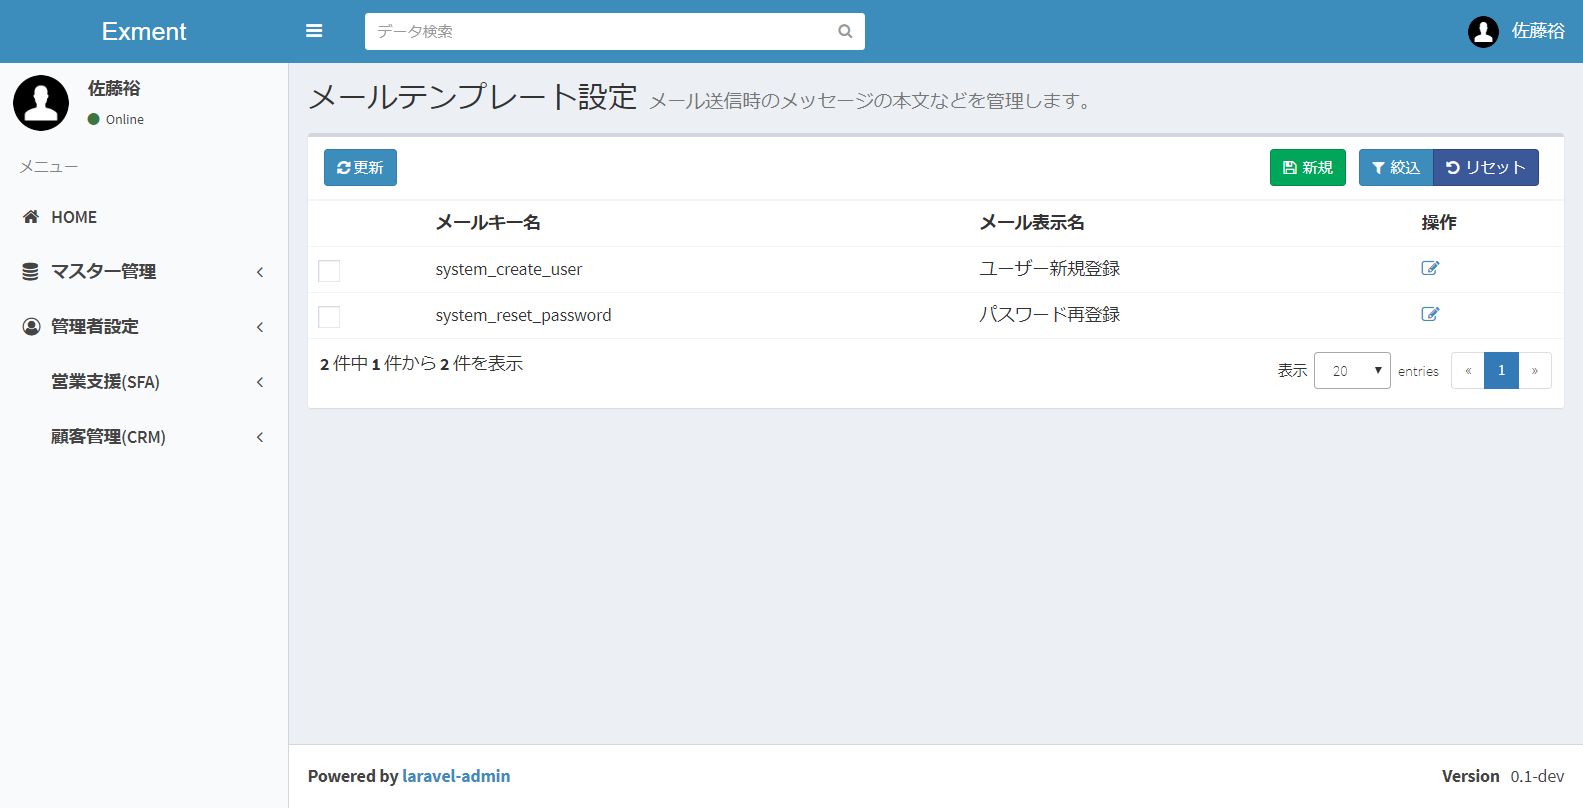 Exment
データ検索
佐藤裕
佐藤裕
Online
メニュー
HOME
マスター管理
管理者設定
営業支援(SFA)
顧客管理(CRM)
メールテンプレート設定 メール送信時のメッセージの本文などを管理します。
更新
新規
絞込
リセット
メールキー名 メール表示名 操作
system_create_user ユーザー新規登録
system_reset_password パスワード再登録
2 件中 1 件から 2 件を表示
表示 20 entries « 1 »
Powered by laravel-admin
Version 0.1-dev